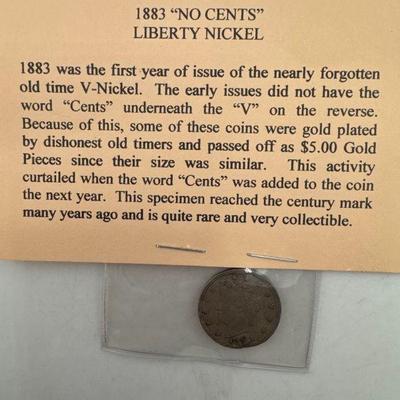 1883 “NO CENTS”
LIBERTY NICKEL
1883 was the first year of issue of the nearly forgotten
old time V-Nickel. The early issues did not have the
word “Cents” underneath the “V” on the reverse.
Because of this, some of these coins were gold plated
by dishonest old timers and passed off as $5.00 Gold
Pieces since their size was similar. This activity
curtailed when the word “Cents” was added to the coin
the next year. This specimen reached the century mark
many years ago and is quite rare and very collectible.